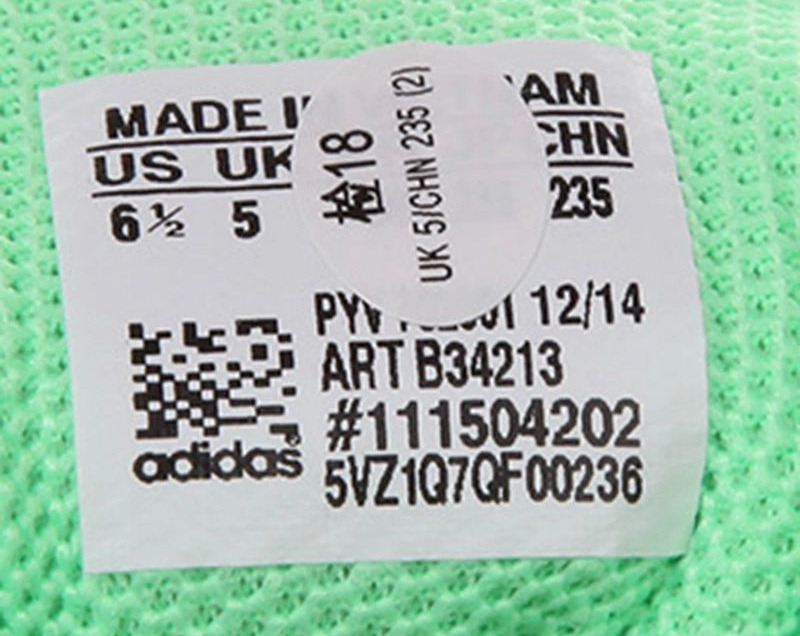 MADE I
AM
US UK
CHN
6½ 5
235
检18
UK 5/CHN 235 (2)
12/14
ART B34213
#111504202
adidas®
5VZ1Q7QF00236